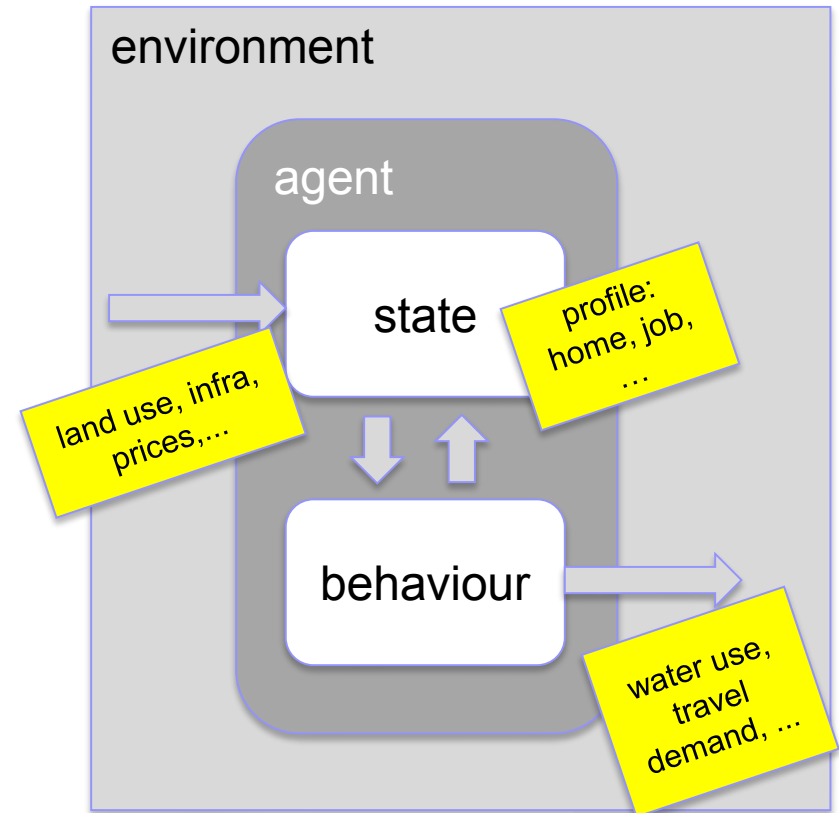 environment
agent
state
profile:
home, job,
…
land use, infra,
prices,...
behaviour
water use,
travel
demand, ...